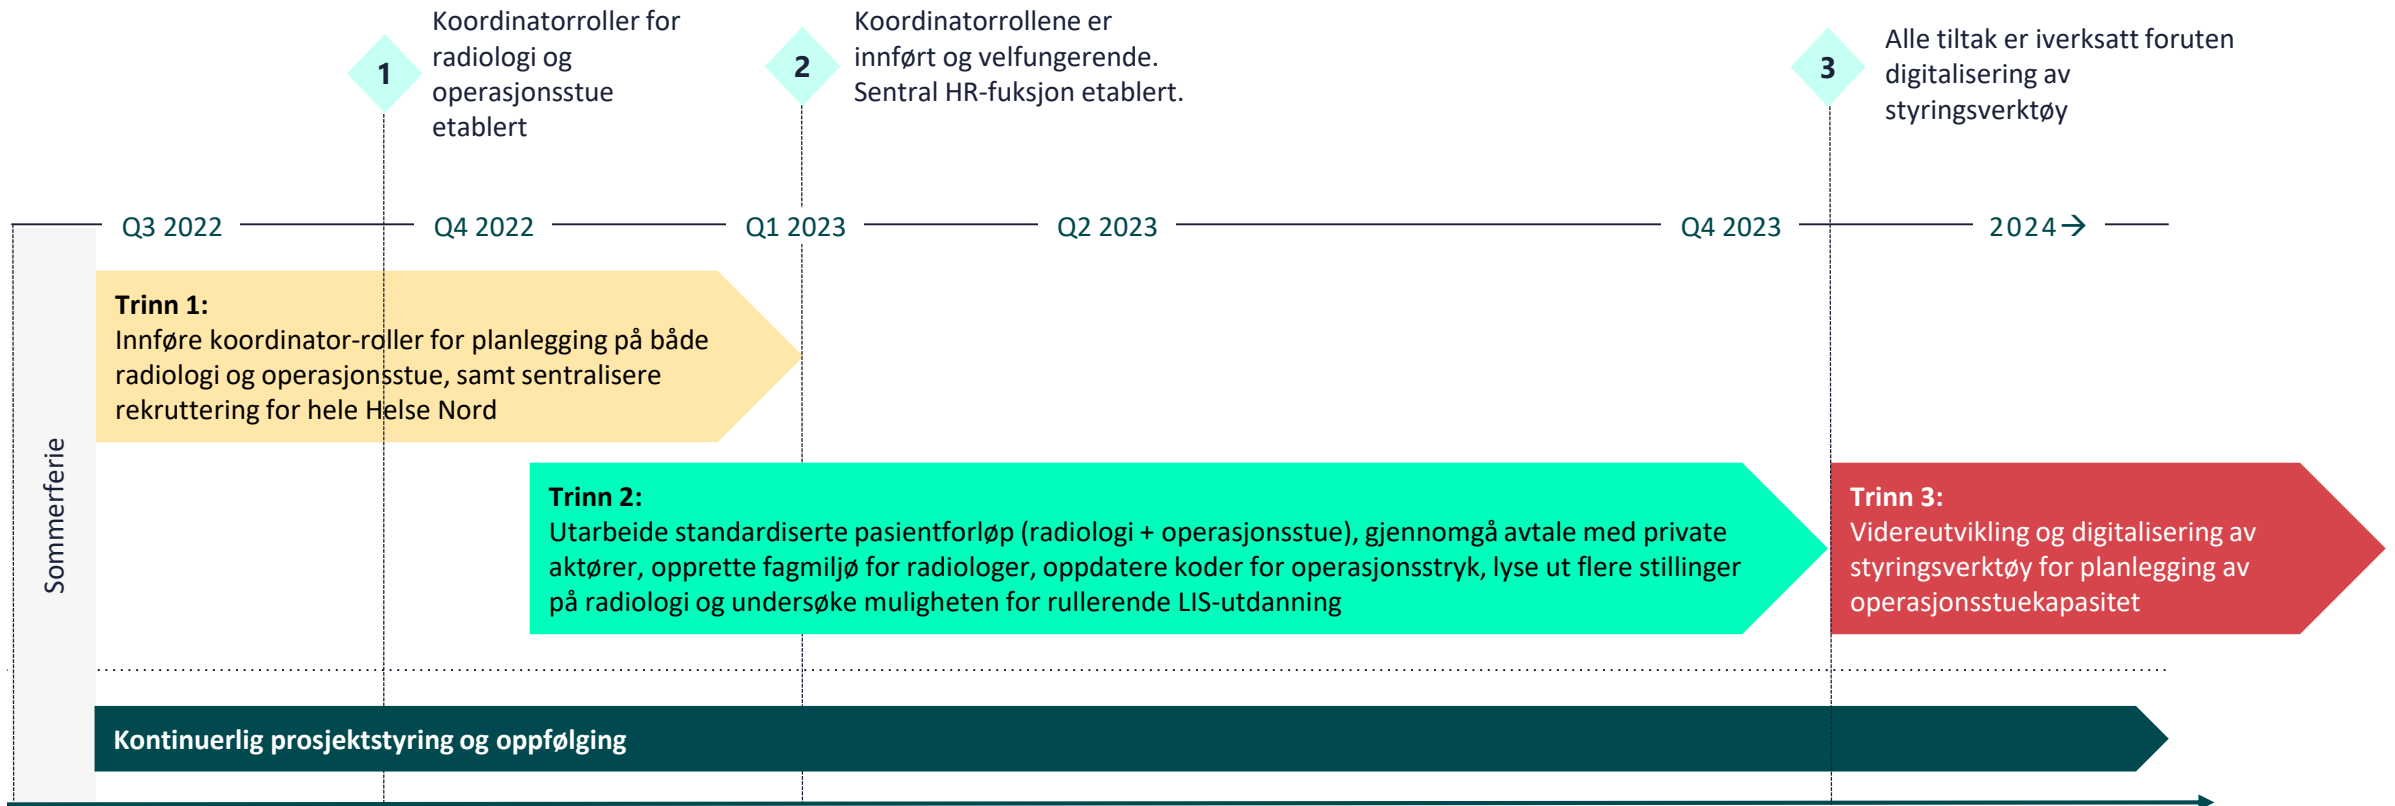 1
Koordinatorroller for
radiologi og
operasjonsstue
etablert
2
Koordinatorrollene er
innført og velfungerende.
Sentral HR-fuksjon etablert.
3
Alle tiltak er iverksatt foruten
digitalisering av
styringsverktøy
Q3 2022
Q4 2022
Q1 2023
Q2 2023
Q4 2023
2024→
Sommerferie
Trinn 1:
Innføre koordinator-roller for planlegging på både
radiologi og operasjonsstue, samt sentralisere
rekruttering for hele Helse Nord
Trinn 2:
Utarbeide standardiserte pasientforløp (radiologi + operasjonsstue), gjennomgå avtale med private
aktører, opprette fagmiljø for radiologer, oppdatere koder for operasjonsstryk, lyse ut flere stillinger
på radiologi og undersøke muligheten for rullerende LIS-utdanning
Trinn 3:
Videreutvikling og digitalisering av
styringsverktøy for planlegging av
operasjonsstuekapasitet
Kontinuerlig prosjektstyring og oppfølging